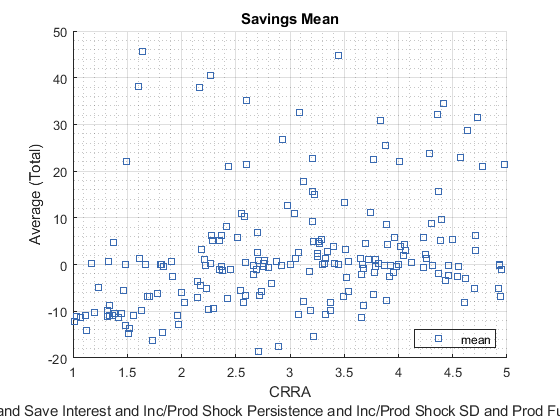 Savings Mean
50
40
30
20
10
0
-10
-20
Average (Total)
mean
1 1.5 2 2.5 3 3.5 4 4.5 5
CRRA
and Save Interest and Inc/Prod Shock Persistence and Inc/Prod Shock SD and Prod Fu